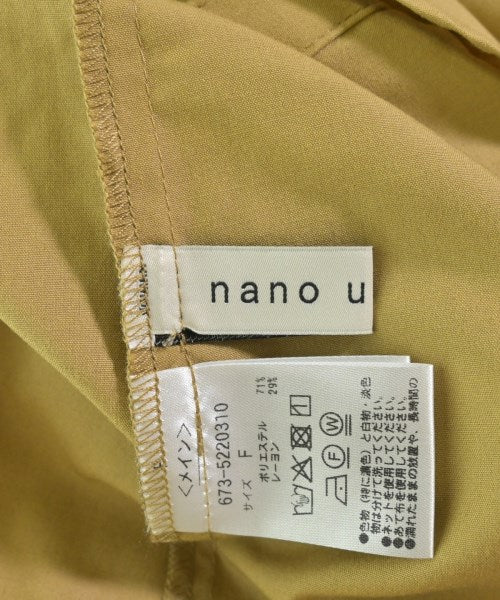 nano u
<メイン>
673-5220310
サイズ F
ポリエステル 71%
レーヨン 29%
F W
●色物(特に濃色)と白物・淡色
物は分けて洗ってください。
●ネットを使用してください。
●あて布を使用してください。
●濡れたままの放置や、長時間の